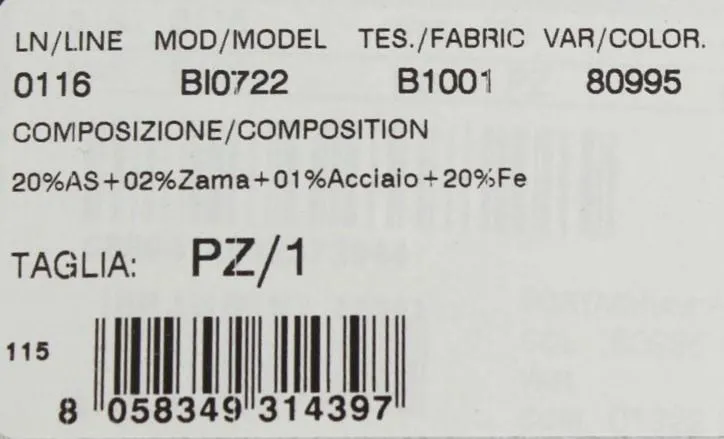 LN/LINE MOD/MODEL TES./FABRIC VAR/COLOR.
0116 BI0722 B1001 80995
COMPOSIZIONE/COMPOSITION
20%AS+02%Zama+01%Acciaio+20%Fe
TAGLIA: PZ/1
115
8 058349 314397